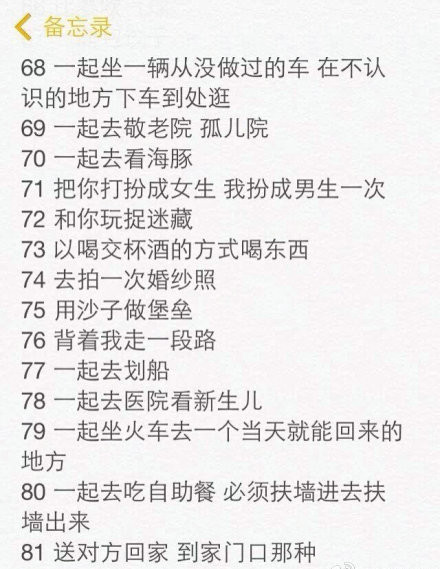 备忘录
68 一起坐一辆从没做过的车 在不认
识的地方下车到处逛
69 一起去敬老院 孤儿院
70 一起去看海豚
71 把你打扮成女生 我扮成男生一次
72 和你玩捉迷藏
73 以喝交杯酒的方式喝东西
74 去拍一次婚纱照
75 用沙子做堡垒
76 背着我走一段路
77 一起去划船
78 一起去医院看新生儿
79 一起坐火车去一个当天就能回来的
地方
80 一起去吃自助餐 必须扶墙进去扶
墙出来
81 送对方回家 到家门口那种